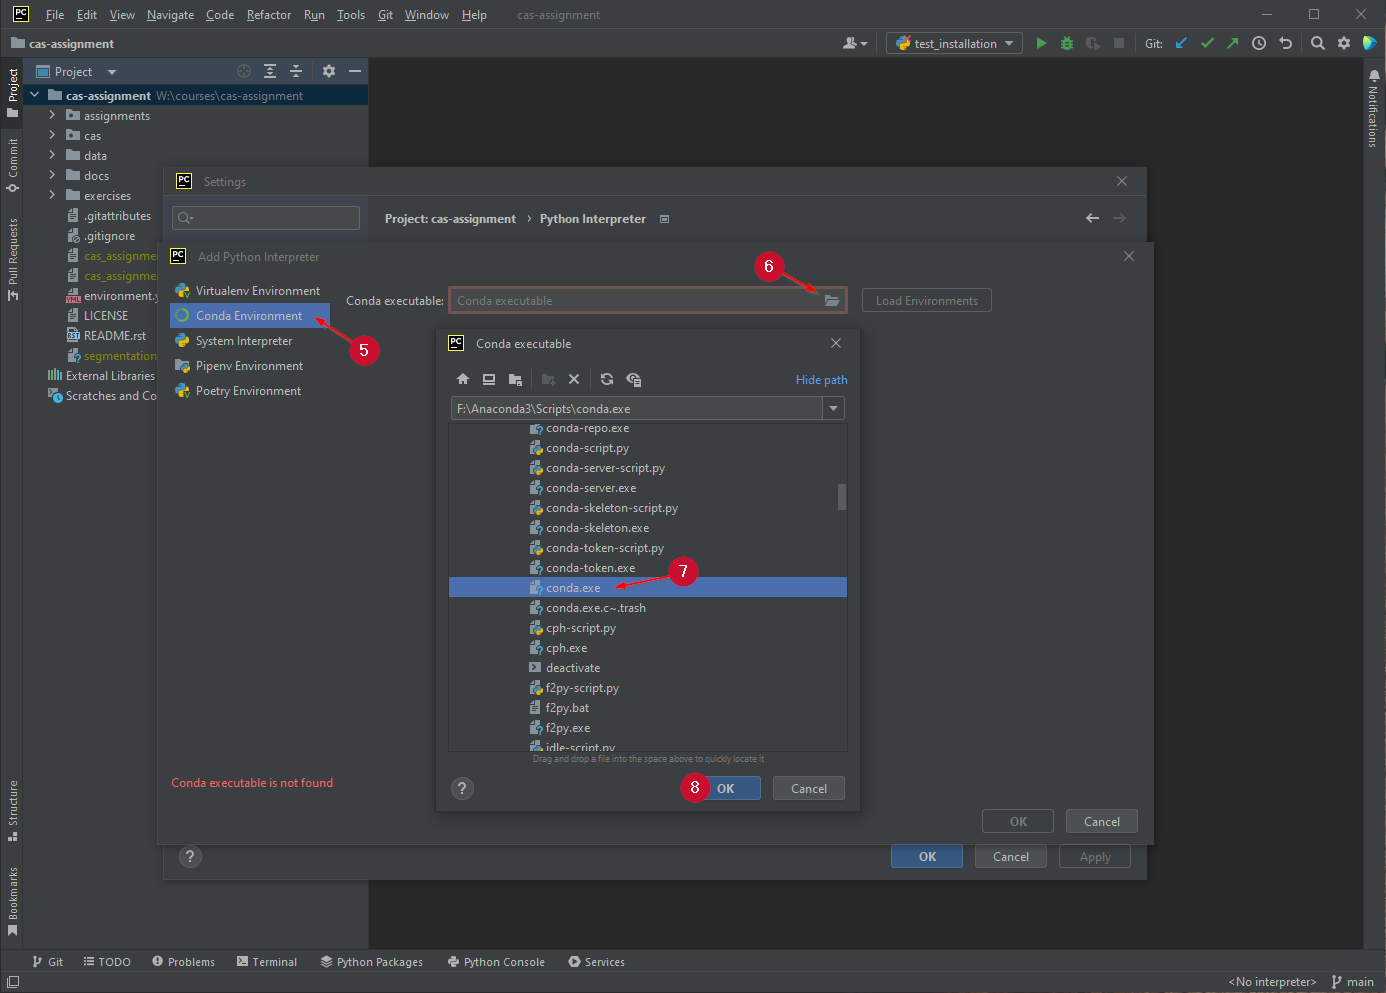 PC File Edit View Navigate Code Refactor Run Tools Git Window Help cas-assignment
cas-assignment test_installation Git:
Project
Commit
Pull Requests
Structure
Bookmarks
Project
cas-assignment W:\courses\cas-assignment
assignments
cas
data
docs
exercises
.gitattributes
.gitignore
cas_assignme
cas_assignme
environment.y
LICENSE
README.rst
segmentation
External Libraries
Scratches and Co
Notifications
PC Settings
Project: cas-assignment › Python Interpreter
PC Add Python Interpreter
Virtualenv Environment
Conda Environment
System Interpreter
Pipenv Environment
Poetry Environment
5
6
Conda executable: Conda executable Load Environments
PC Conda executable
Hide path
F:\Anaconda3\Scripts\conda.exe
conda-repo.exe
conda-script.py
conda-server-script.py
conda-server.exe
conda-skeleton-script.py
conda-skeleton.exe
conda-token-script.py
conda-token.exe
7
conda.exe
conda.exe.c~.trash
cph-script.py
cph.exe
deactivate
f2py-script.py
f2py.bat
f2py.exe
idle-script.py
Drag and drop a file into the space above to quickly locate it
? 8 OK Cancel
Conda executable is not found
OK Cancel
? OK Cancel Apply
Git TODO Problems Terminal Python Packages Python Console Services
<No interpreter> main